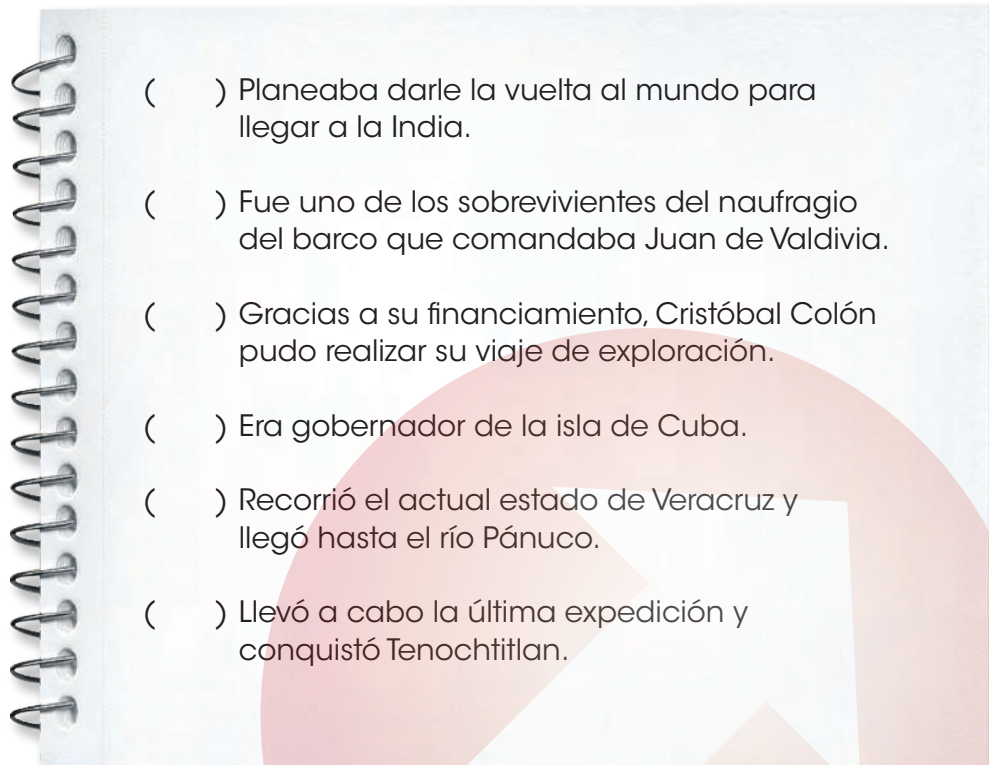 (      ) Planeaba darle la vuelta al mundo para
llegar a la India.
(      ) Fue uno de los sobrevivientes del naufragio
del barco que comandaba Juan de Valdivia.
(      ) Gracias a su financiamiento, Cristóbal Colón
pudo realizar su viaje de exploración.
(      ) Era gobernador de la isla de Cuba.
(      ) Recorrió el actual estado de Veracruz y
llegó hasta el río Pánuco.
(      ) Llevó a cabo la última expedición y
conquistó Tenochtitlan.